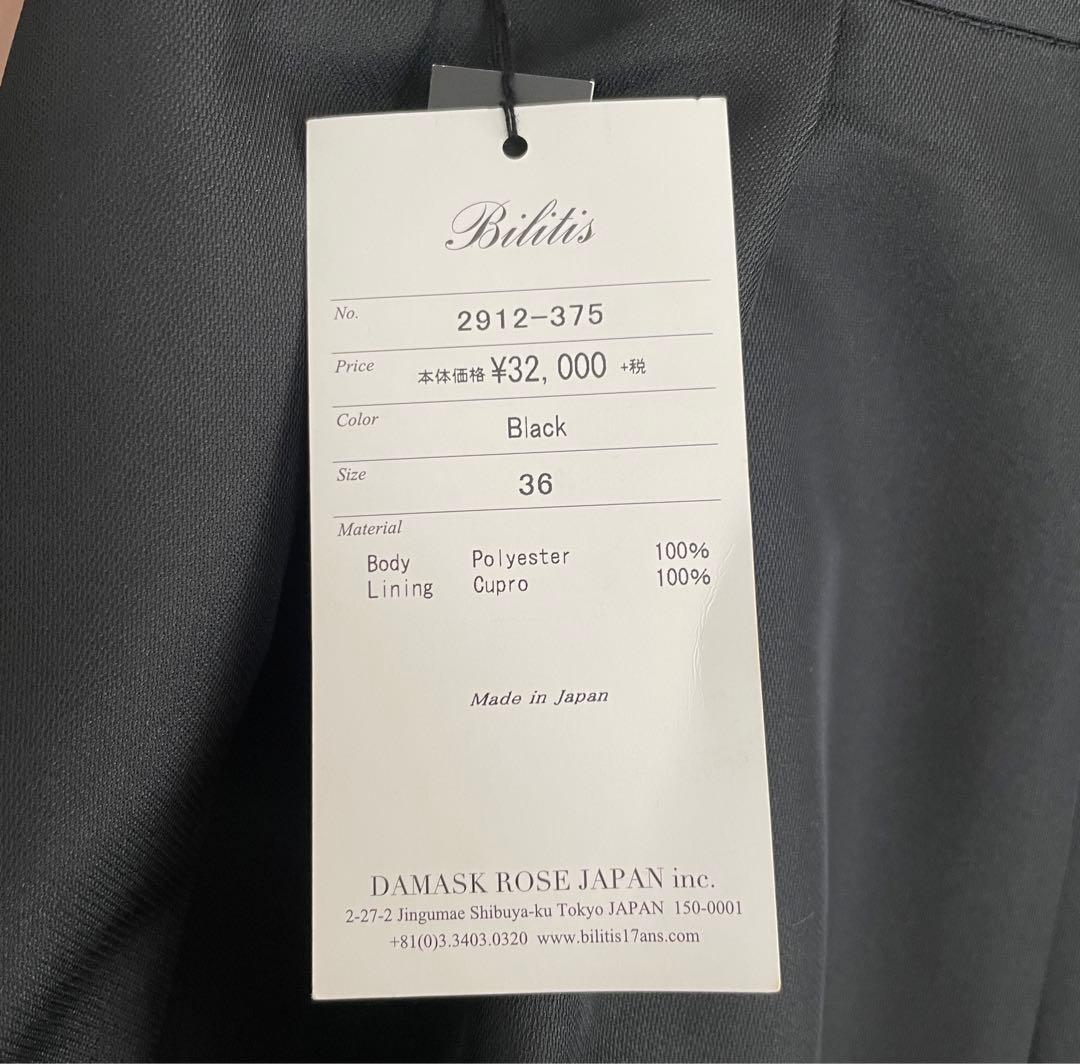 Bilitis
No. 2912-375
Price 本体価格 ¥32,000 +税
Color Black
Size 36
Material
Body Polyester 100%
Lining Cupro 100%
Made in Japan
DAMASK ROSE JAPAN inc.
2-27-2 Jingumae Shibuya-ku Tokyo JAPAN 150-0001
+81(0)3.3403.0320 www.bilitis17ans.com